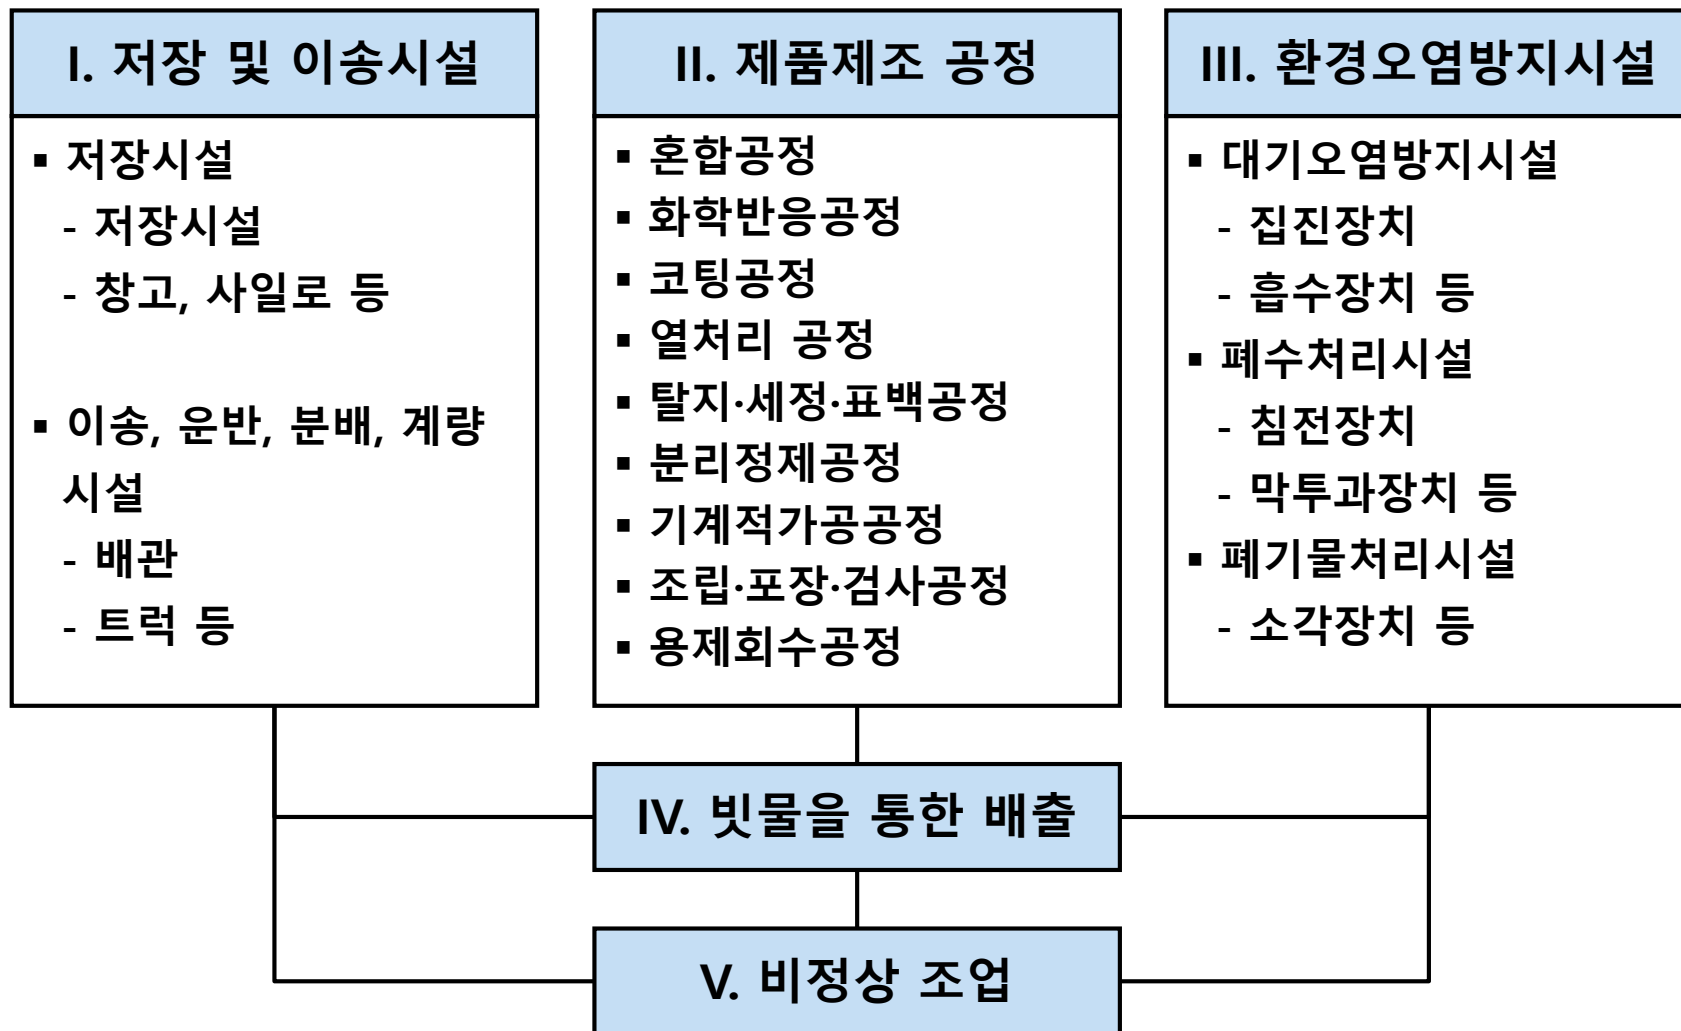 I. 저장 및 이송시설
▪ 저장시설
- 저장시설
- 창고, 사일로 등
▪ 이송, 운반, 분배, 계량
시설
- 배관
- 트럭 등
II. 제품제조 공정
▪ 혼합공정
▪ 화학반응공정
▪ 코팅공정
▪ 열처리 공정
▪ 탈지·세정·표백공정
▪ 분리정제공정
▪ 기계적가공공정
▪ 조립·포장·검사공정
▪ 용제회수공정
III. 환경오염방지시설
▪ 대기오염방지시설
- 집진장치
- 흡수장치 등
▪ 폐수처리시설
- 침전장치
- 막투과장치 등
▪ 폐기물처리시설
- 소각장치 등
IV. 빗물을 통한 배출
V. 비정상 조업